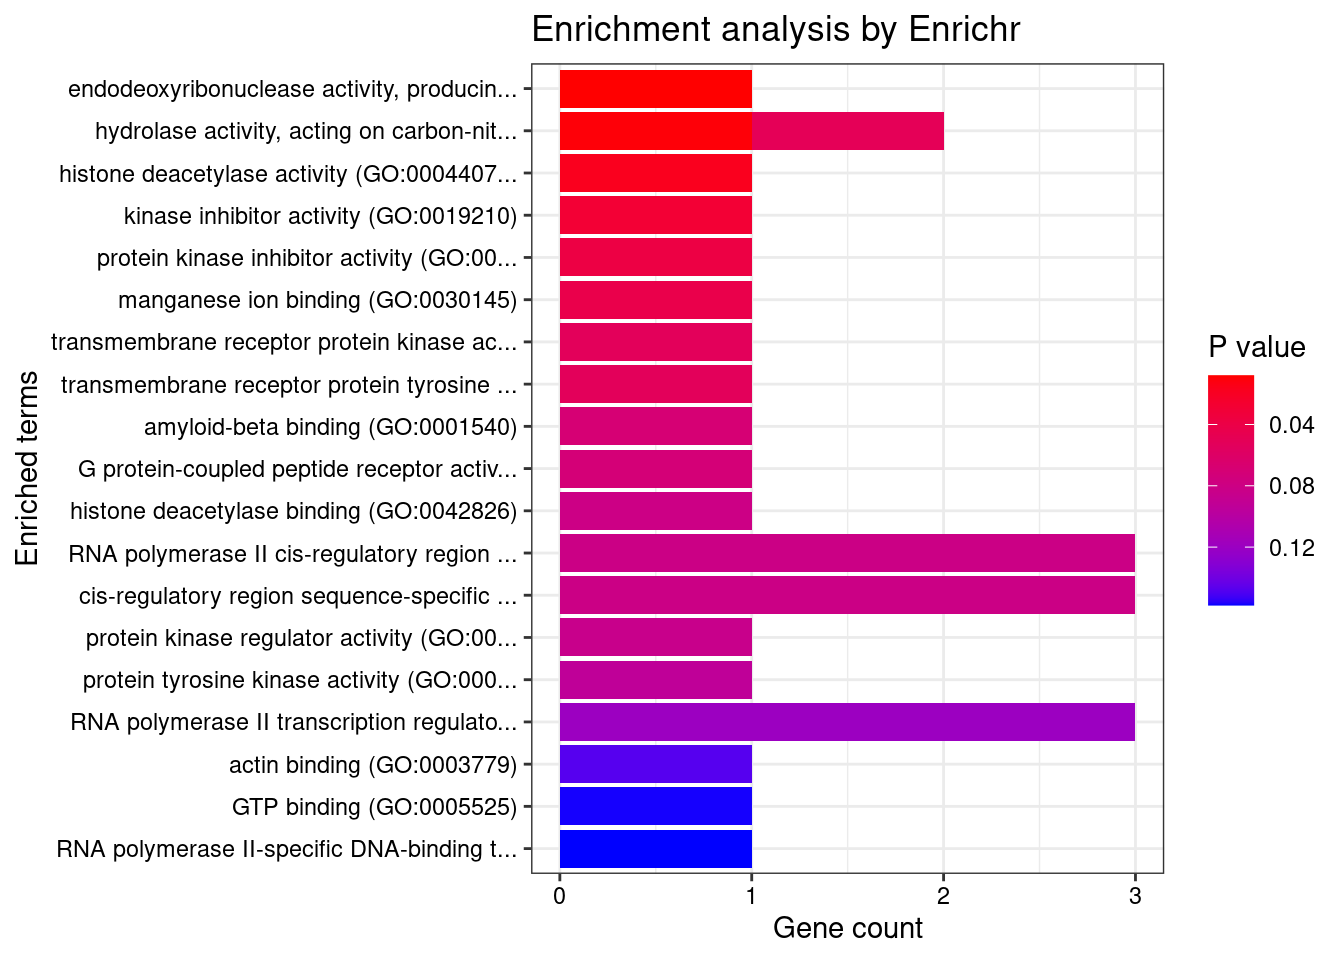 Enrichment analysis by Enrichr
endodeoxyribonuclease activity, producin...
hydrolase activity, acting on carbon-nit...
histone deacetylase activity (GO:0004407...
kinase inhibitor activity (GO:0019210)
protein kinase inhibitor activity (GO:00...
manganese ion binding (GO:0030145)
transmembrane receptor protein kinase ac...
transmembrane receptor protein tyrosine ...
amyloid-beta binding (GO:0001540)
G protein-coupled peptide receptor activ...
histone deacetylase binding (GO:0042826)
RNA polymerase II cis-regulatory region ...
cis-regulatory region sequence-specific ...
protein kinase regulator activity (GO:00...
protein tyrosine kinase activity (GO:000...
RNA polymerase II transcription regulato...
actin binding (GO:0003779)
GTP binding (GO:0005525)
RNA polymerase II-specific DNA-binding t...
Enriched terms
0 1 2 3
Gene count
P value
0.04
0.08
0.12